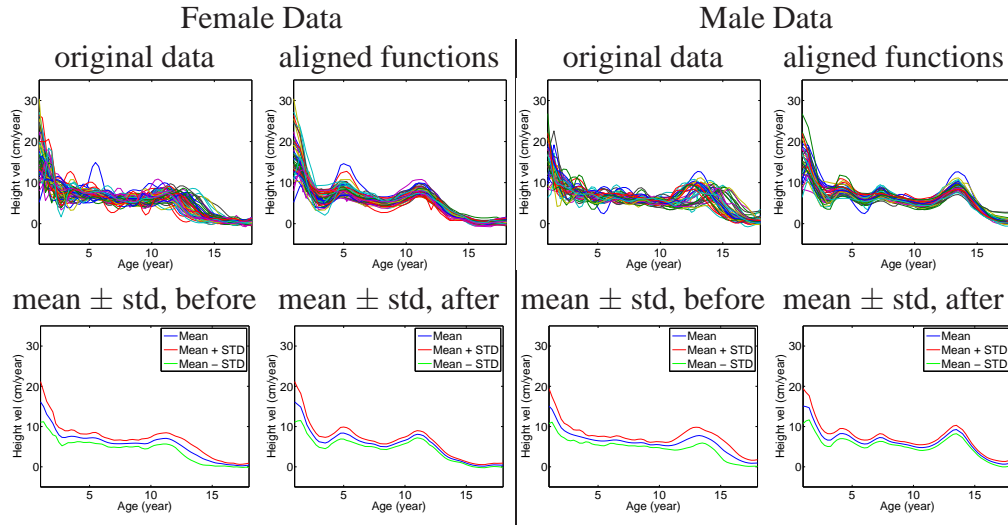 Female Data
Male Data
original data
aligned functions
original data
aligned functions
Height vel (cm/year)
30
20
10
0
5
10
15
Age (year)
Height vel (cm/year)
30
20
10
0
5
10
15
Age (year)
Height vel (cm/year)
30
20
10
0
5
10
15
Age (year)
Height vel (cm/year)
30
20
10
0
5
10
15
Age (year)
mean ± std, before
mean ± std, after
mean ± std, before
mean ± std, after
Height vel (cm/year)
30
20
10
0
Mean
Mean + STD
Mean − STD
5
10
15
Age (year)
Height vel (cm/year)
30
20
10
0
Mean
Mean + STD
Mean − STD
5
10
15
Age (year)
Height vel (cm/year)
30
20
10
0
Mean
Mean + STD
Mean − STD
5
10
15
Age (year)
Height vel (cm/year)
30
20
10
0
Mean
Mean + STD
Mean − STD
5
10
15
Age (year)